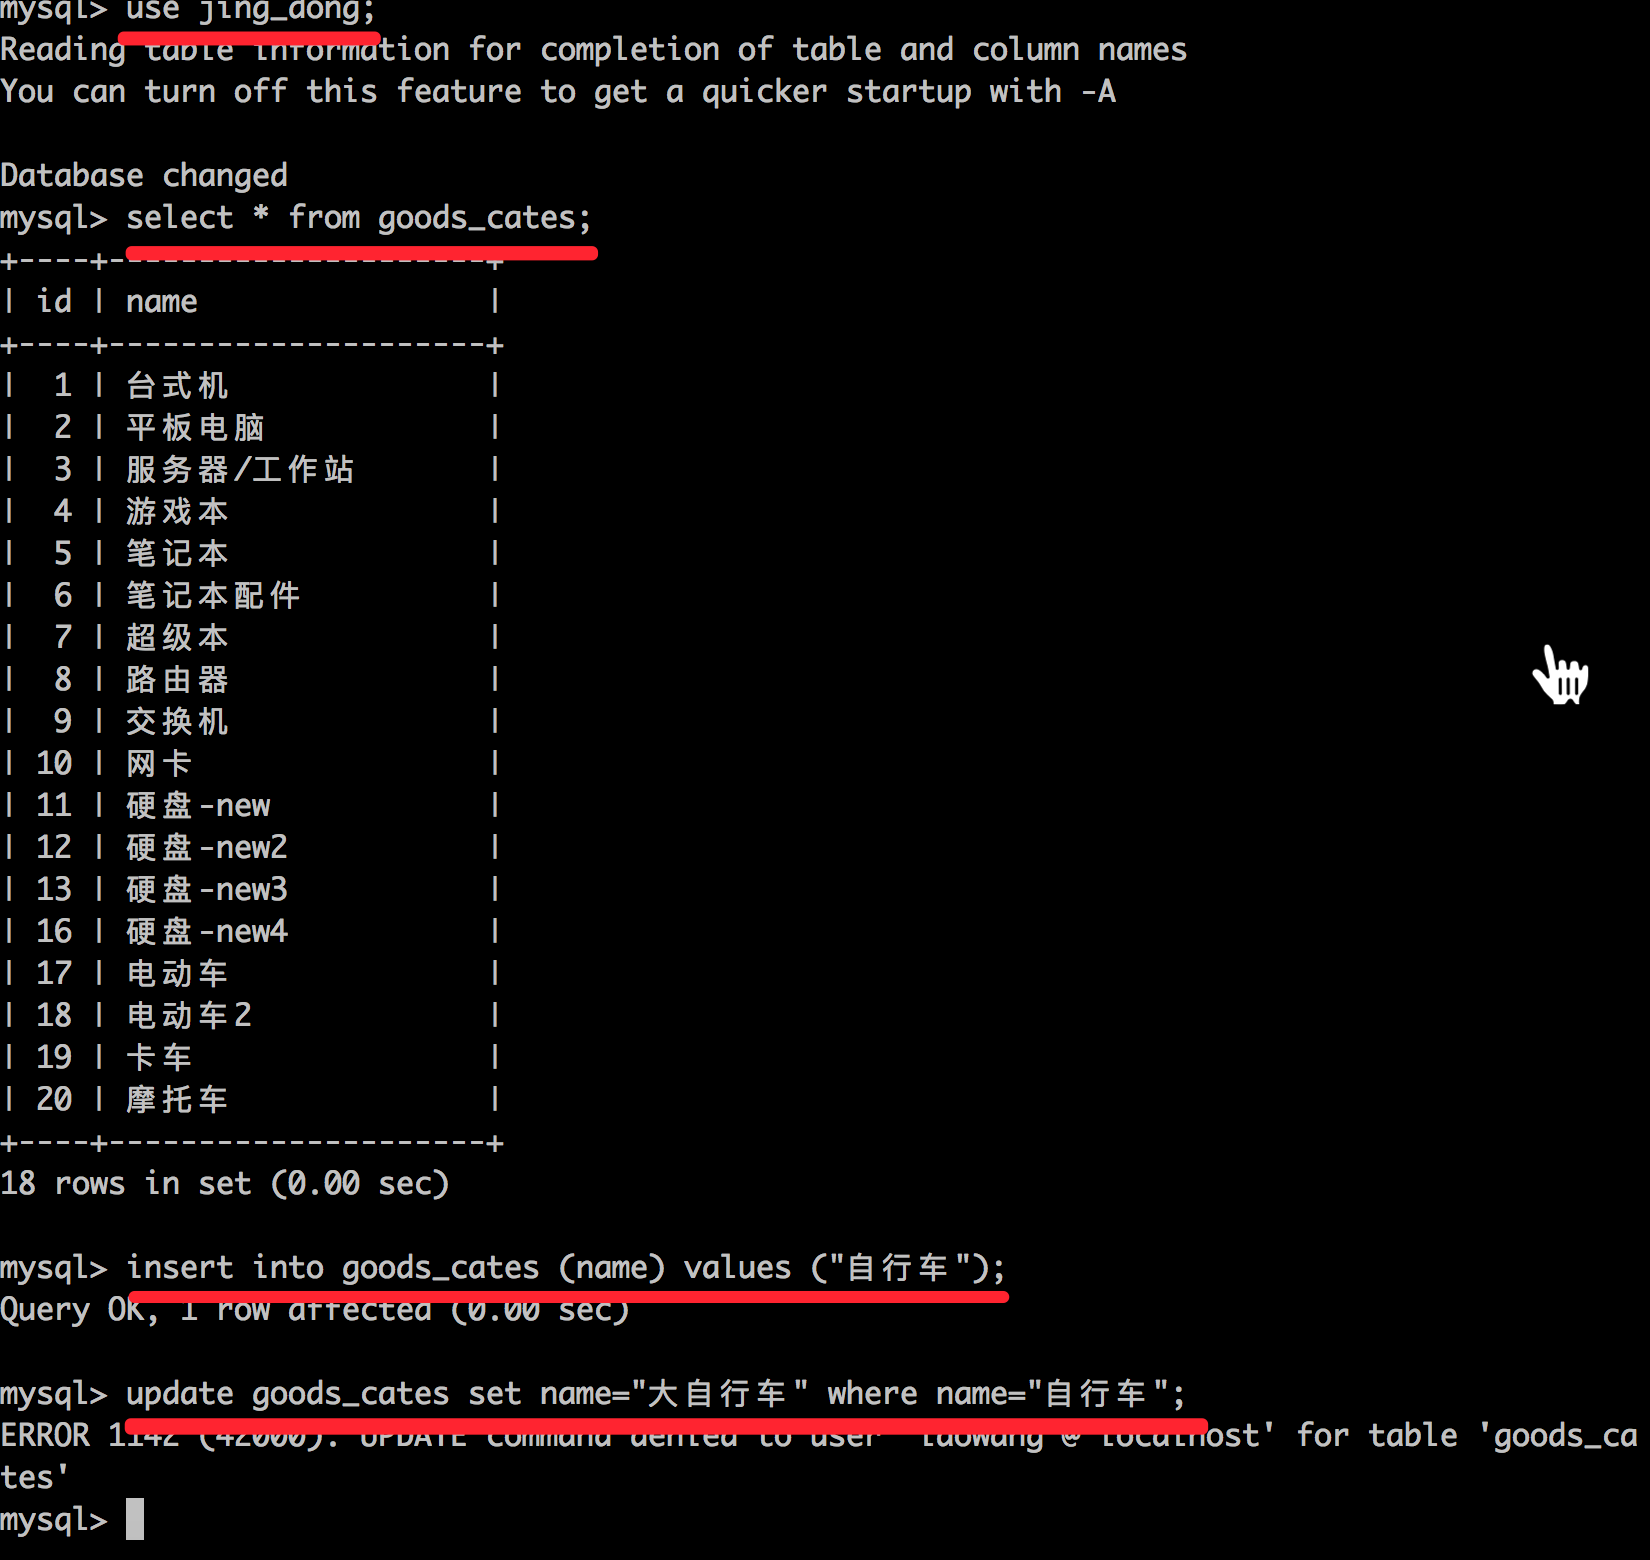 mysql> use jing_dong;
Reading table information for completion of table and column names
You can turn off this feature to get a quicker startup with -A
Database changed
mysql> select * from goods_cates;
+----+---------------------+
| id | name |
+----+---------------------+
| 1 | 台式机 |
| 2 | 平板电脑 |
| 3 | 服务器/工作站 |
| 4 | 游戏本 |
| 5 | 笔记本 |
| 6 | 笔记本配件 |
| 7 | 超级本 |
| 8 | 路由器 |
| 9 | 交换机 |
| 10 | 网卡 |
| 11 | 硬盘-new |
| 12 | 硬盘-new2 |
| 13 | 硬盘-new3 |
| 16 | 硬盘-new4 |
| 17 | 电动车 |
| 18 | 电动车2 |
| 19 | 卡车 |
| 20 | 摩托车 |
+----+---------------------+
18 rows in set (0.00 sec)
mysql> insert into goods_cates (name) values ("自行车");
Query OK, 1 row affected (0.00 sec)
mysql> update goods_cates set name="大自行车" where name="自行车";
ERROR 1142 (42000): UPDATE command denied to user 'laowang'@'localhost' for table 'goods_ca
tes'
mysql>